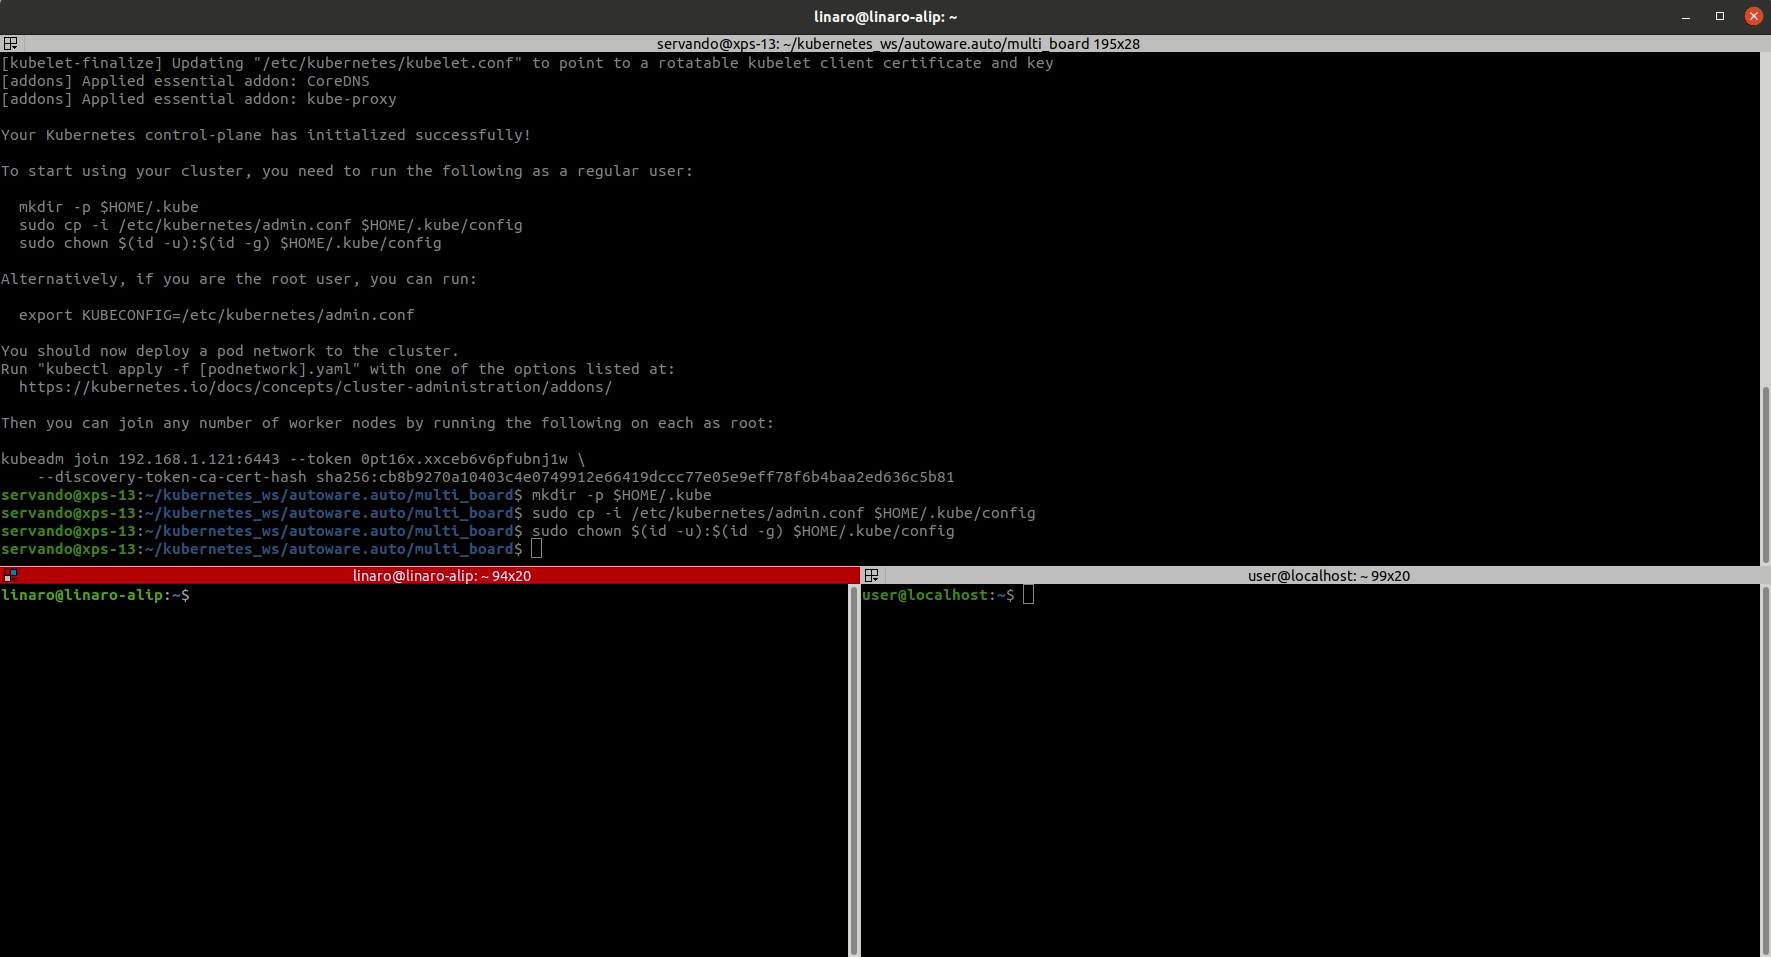 linaro@linaro-alip: ~
servando@xps-13: ~/kubernetes_ws/autoware.auto/multi_board 195x28
[kubelet-finalize] Updating "/etc/kubernetes/kubelet.conf" to point to a rotatable kubelet client certificate and key
[addons] Applied essential addon: CoreDNS
[addons] Applied essential addon: kube-proxy
Your Kubernetes control-plane has initialized successfully!
To start using your cluster, you need to run the following as a regular user:
mkdir -p $HOME/.kube
sudo cp -i /etc/kubernetes/admin.conf $HOME/.kube/config
sudo chown $(id -u):$(id -g) $HOME/.kube/config
Alternatively, if you are the root user, you can run:
export KUBECONFIG=/etc/kubernetes/admin.conf
You should now deploy a pod network to the cluster.
Run "kubectl apply -f [podnetwork].yaml" with one of the options listed at:
https://kubernetes.io/docs/concepts/cluster-administration/addons/
Then you can join any number of worker nodes by running the following on each as root:
kubeadm join 192.168.1.121:6443 --token 0pt16x.xxceb6v6pfubnj1w \
--discovery-token-ca-cert-hash sha256:cb8b9270a10403c4e0749912e66419dccc77e05e9eff78f6b4baa2ed636c5b81
servando@xps-13:~/kubernetes_ws/autoware.auto/multi_board$ mkdir -p $HOME/.kube
servando@xps-13:~/kubernetes_ws/autoware.auto/multi_board$ sudo cp -i /etc/kubernetes/admin.conf $HOME/.kube/config
servando@xps-13:~/kubernetes_ws/autoware.auto/multi_board$ sudo chown $(id -u):$(id -g) $HOME/.kube/config
servando@xps-13:~/kubernetes_ws/autoware.auto/multi_board$
linaro@linaro-alip: ~ 94x20
linaro@linaro-alip:~$
user@localhost: ~ 99x20
user@localhost:~$